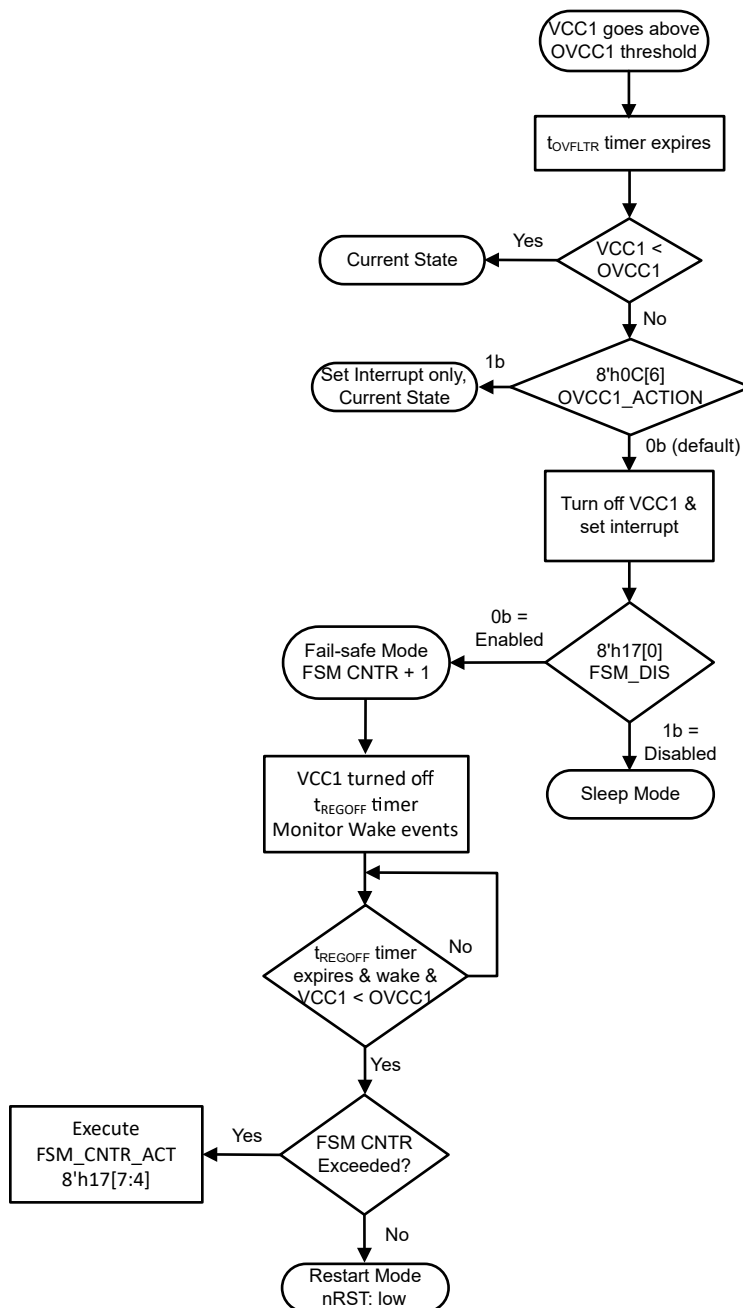 VCC1 goes above
OVCC1 threshold
tOVFLTR timer expires
Yes
VCC1 <
OVCC1
Current State
No
1b
8'h0C[6]
OVCC1_ACTION
Set Interrupt only,
Current State
0b (default)
Turn off VCC1 &
set interrupt
0b =
Enabled
8'h17[0]
FSM_DIS
Fail-safe Mode
FSM CNTR + 1
1b =
Disabled
Sleep Mode
VCC1 turned off
tREGOFF timer
Monitor Wake events
tREGOFF timer
expires & wake &
VCC1 < OVCC1
No
Yes
FSM CNTR
Exceeded?
Yes
Execute
FSM_CNTR_ACT
8'h17[7:4]
No
Restart Mode
nRST: low